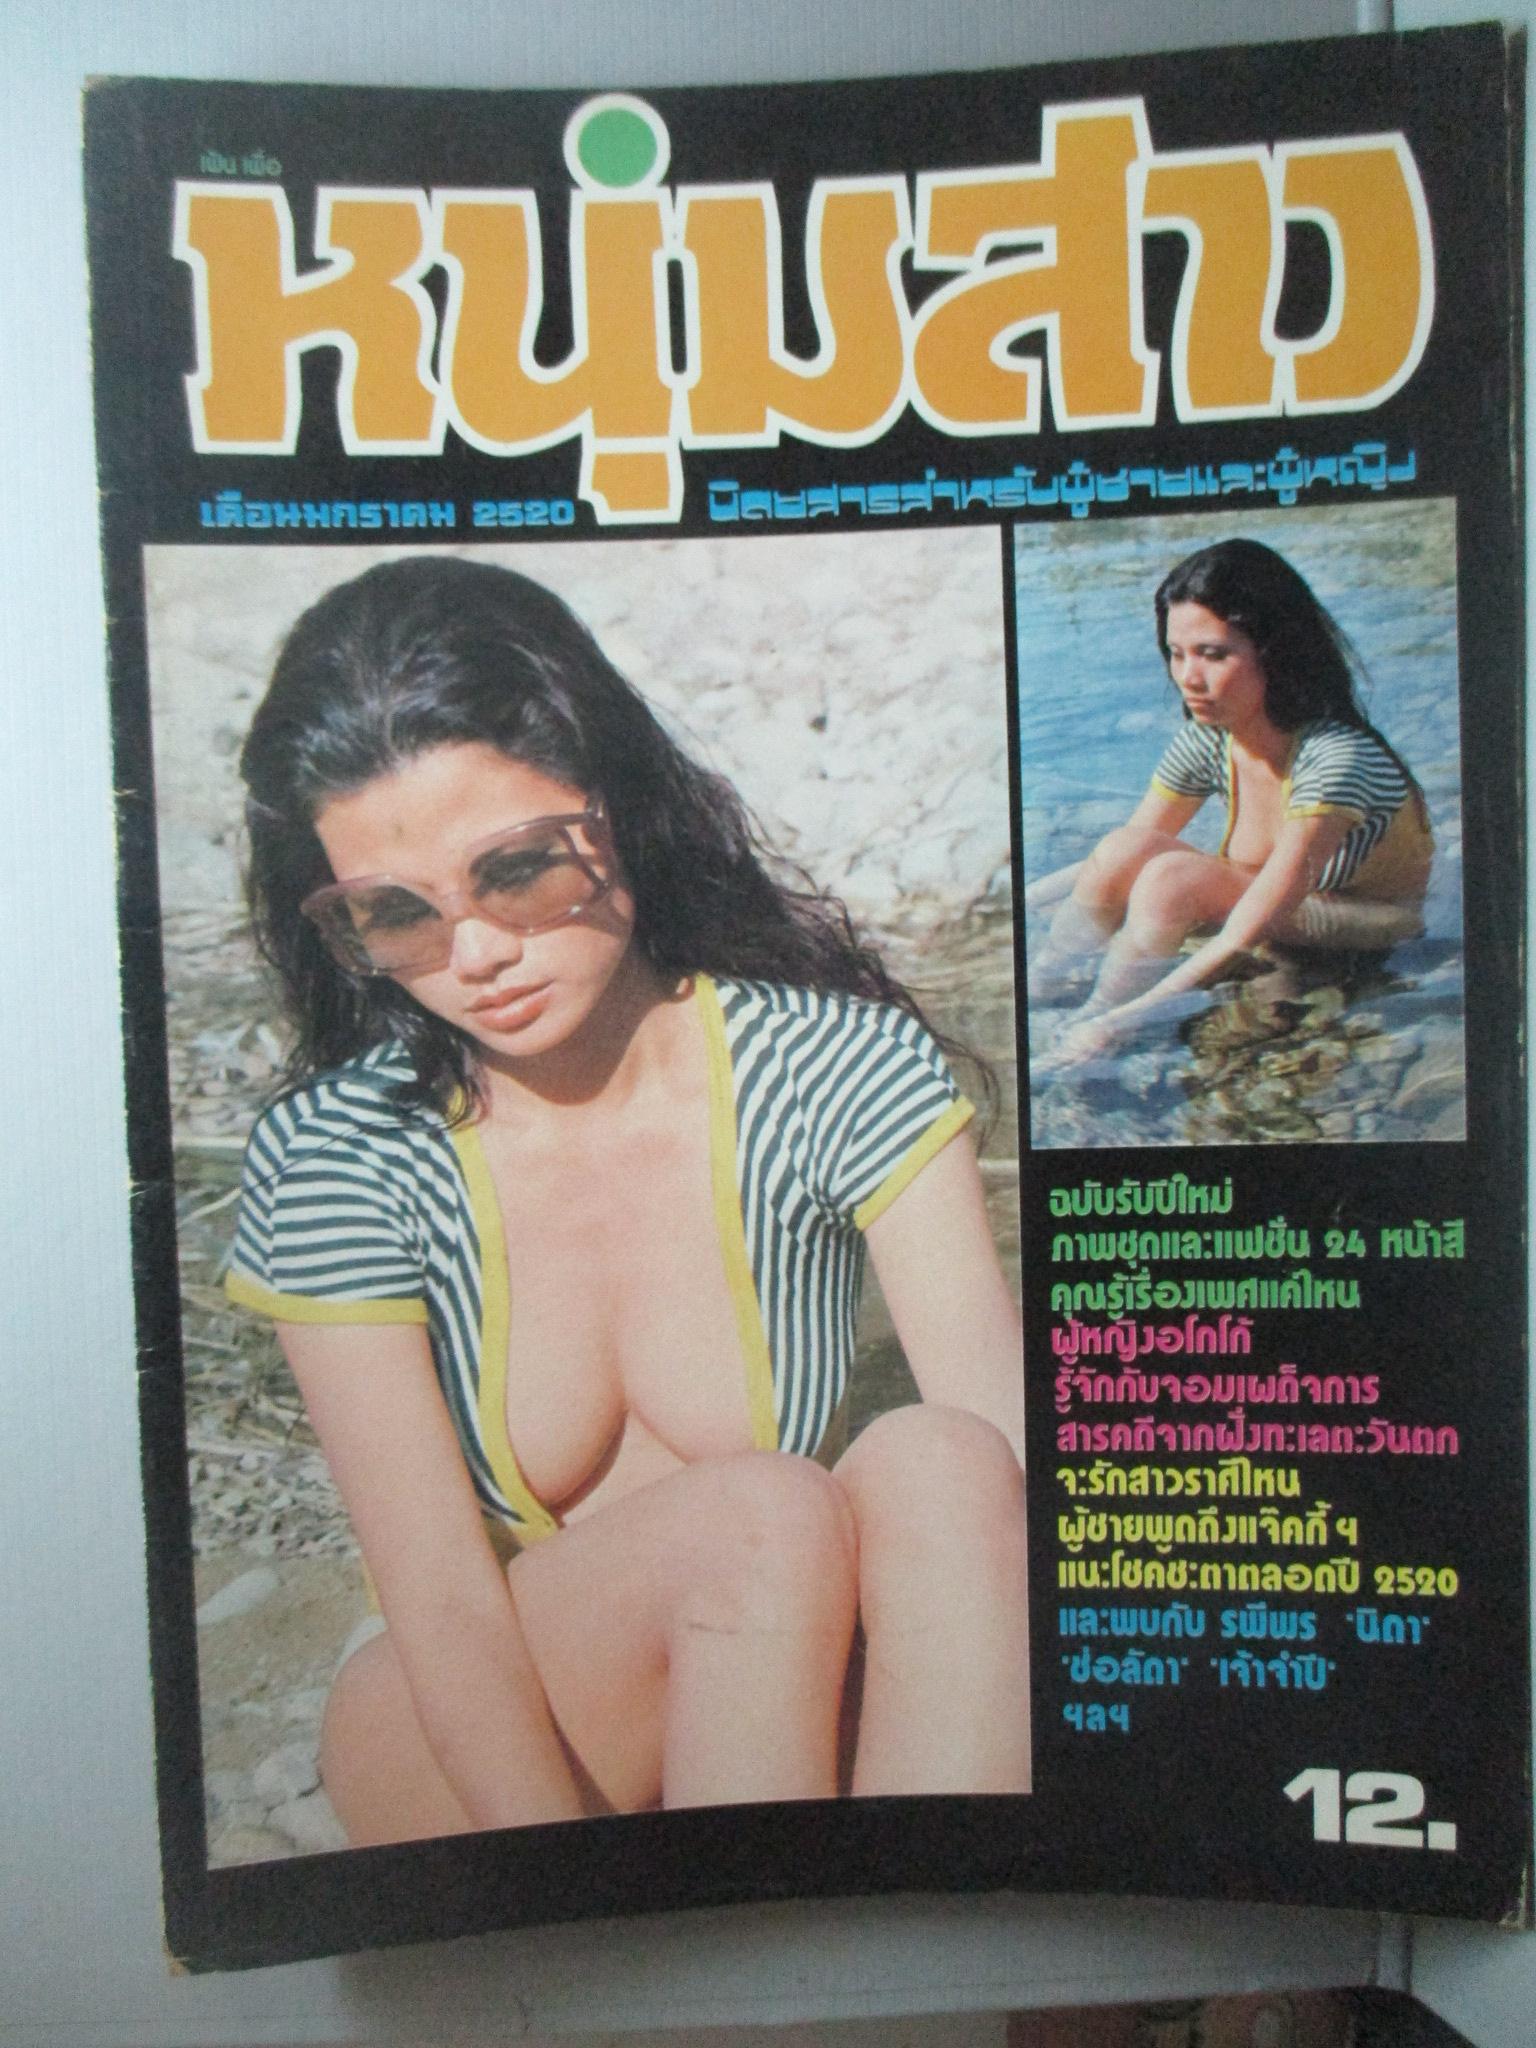 เฟ้น เพื่อ
หนุ่มสาว
เดือนมกราคม 2520
นิตยสารสำหรับผู้ชายและผู้หญิง
ฉบับรับปีใหม่
ภาพชุดและแฟชั่น 24 หน้าสี
คุณรู้เรื่องเพศแค่ไหน
ผู้หญิงอโกโก้
รู้จักกับจอมเผด็จการ
สารคดีจากฝั่งทะเลตะวันตก
จะรักสาวราศีไหน
ผู้ชายพูดถึงแจ๊คกี้ ฯ
แนะโชคชะตาตลอดปี 2520
และพบกับ รพีพร "นิดา"
"ช่อลัดา" "เจ้าจำปี"
ฯลฯ
12.